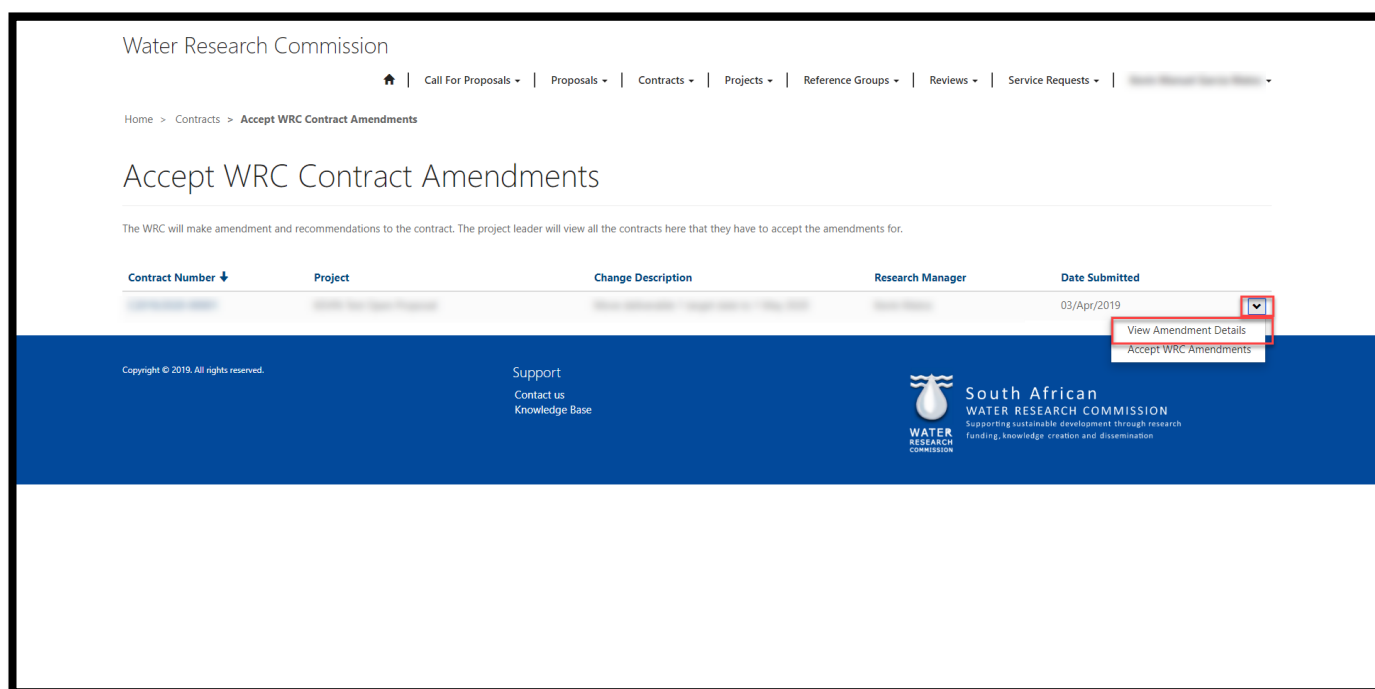 Water Research Commission
Call For Proposals
Proposals
Contracts
Projects
Reference Groups
Reviews
Service Requests
Home > Contracts > Accept WRC Contract Amendments
Accept WRC Contract Amendments
The WRC will make amendment and recommendations to the contract. The project leader will view all the contracts here that they have to accept the amendments for.
Contract Number Project Change Description Research Manager Date Submitted
03/Apr/2019
View Amendment Details
Accept WRC Amendments
Copyright © 2019. All rights reserved.
Support
Contact us
Knowledge Base
WATER
RESEARCH
COMMISSION
South African
WATER RESEARCH COMMISSION
Supporting sustainable development through research
funding, knowledge creation and dissemination